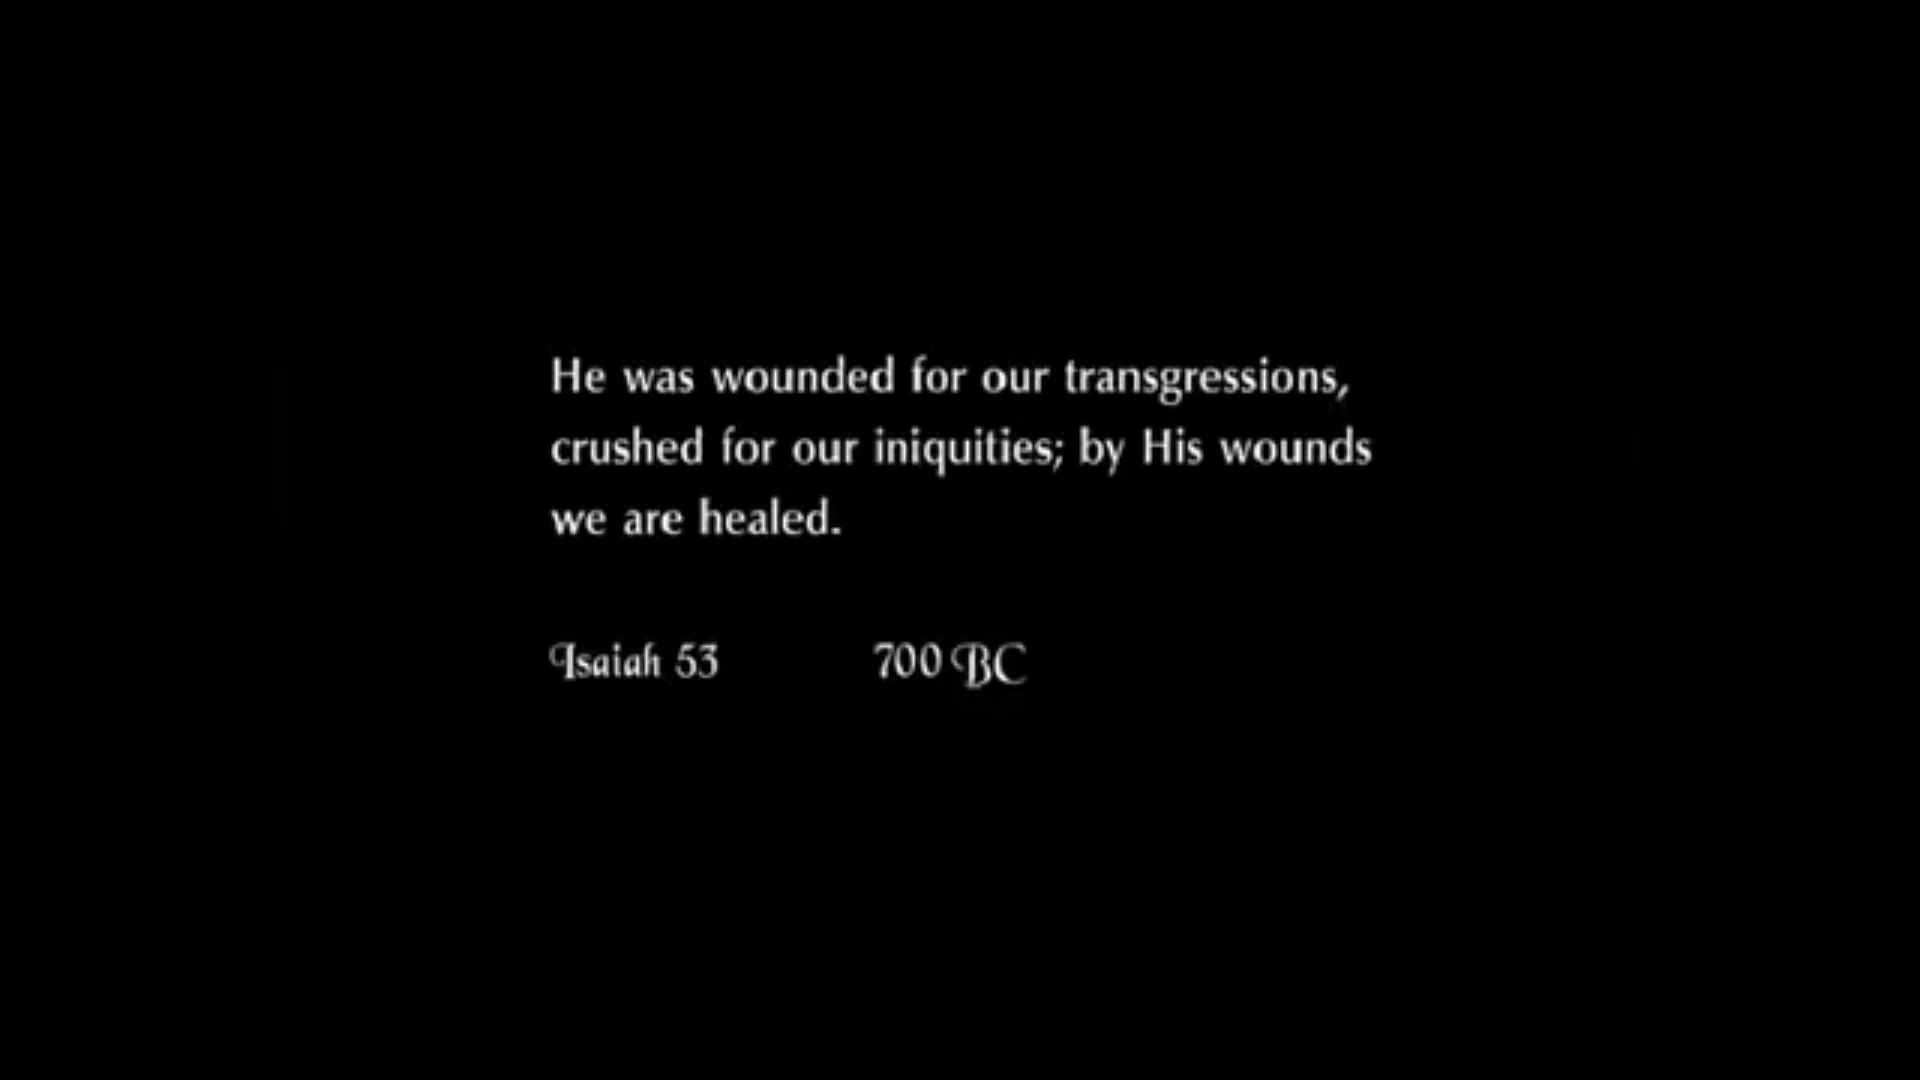 He was wounded for our transgressions,
crushed for our iniquities; by His wounds
we are healed.
Isaiah 53 700 BC